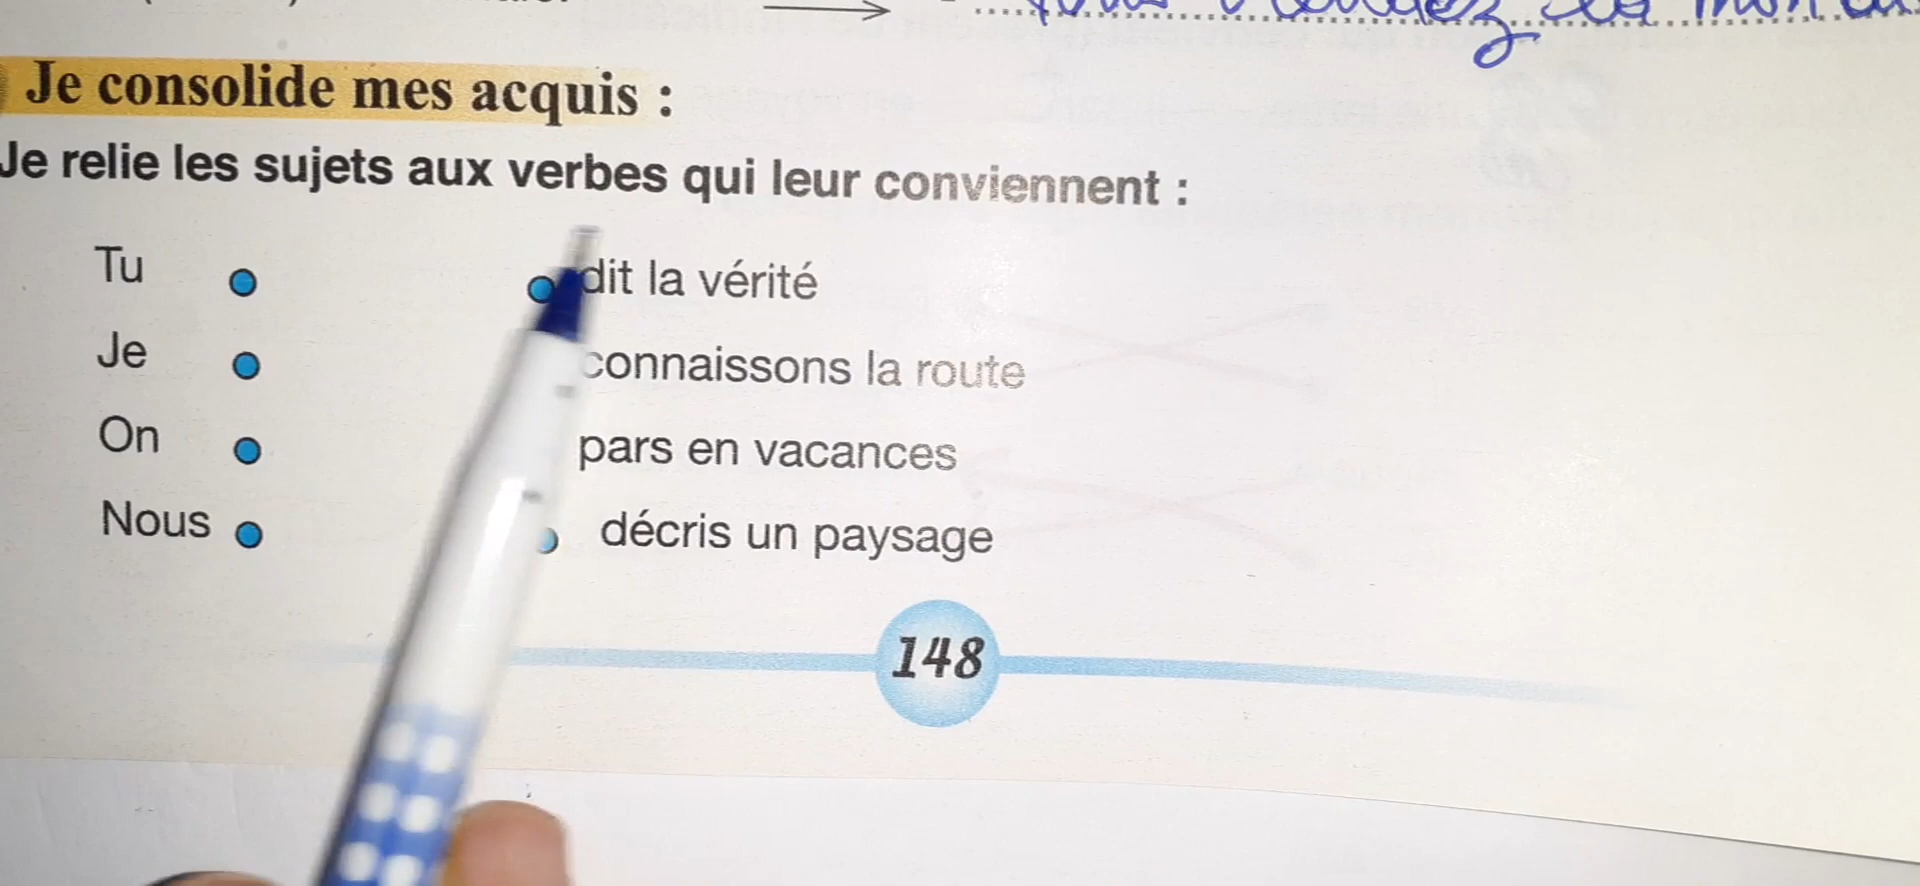 Je consolide mes acquis :
Je relie les sujets aux verbes qui leur conviennent :
Tu dit la vérité
Je connaissons la route
On pars en vacances
Nous décris un paysage
148